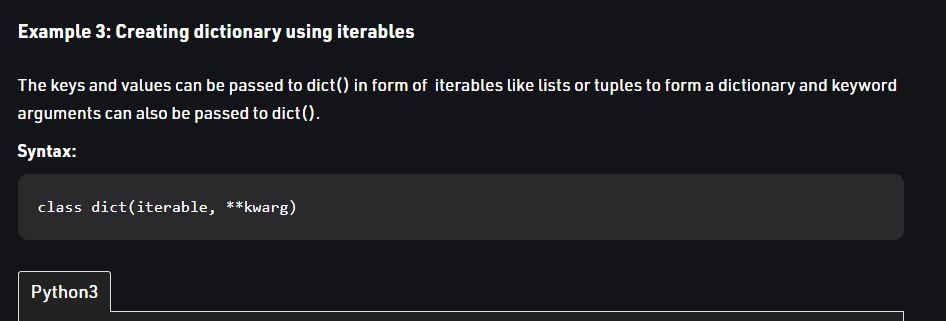 Example 3: Creating dictionary using iterables
The keys and values can be passed to dict() in form of  iterables like lists or tuples to form a dictionary and keyword
arguments can also be passed to dict().
Syntax:
class dict(iterable, **kwarg)
Python3